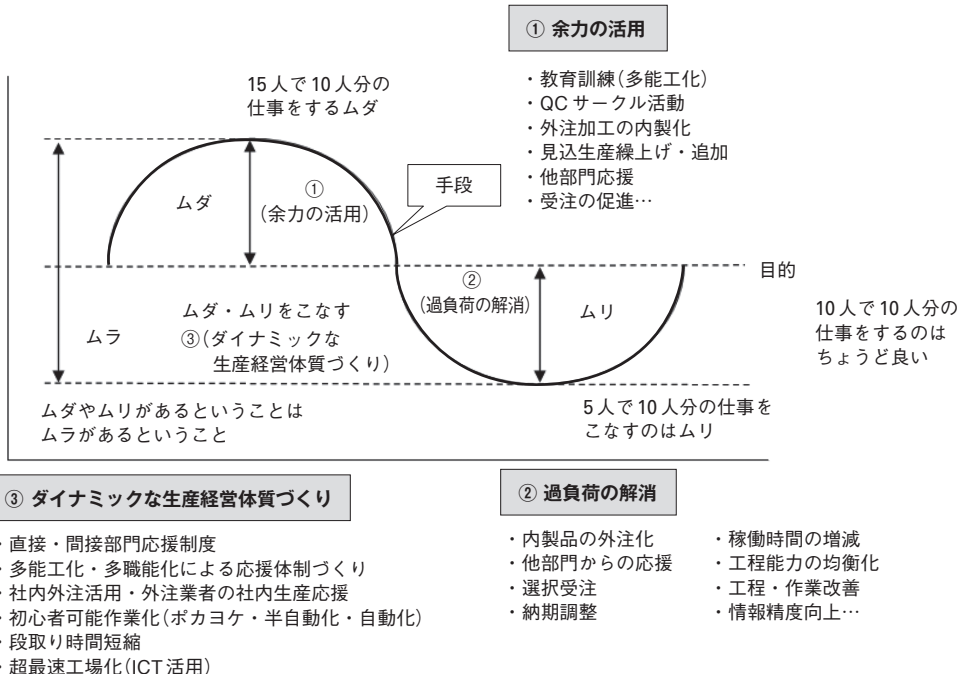 ① 余力の活用
・教育訓練(多能工化)
・QCサークル活動
・外注加工の内製化
・見込生産繰上げ・追加
・他部門応援
・受注の促進…
15人で10人分の
仕事をするムダ
ムダ
①
(余力の活用)
手段
目的
ムラ
ムダ・ムリをこなす
③(ダイナミックな
生産経営体質づくり)
②
(過負荷の解消)
ムリ
10人で10人分の
仕事をするのは
ちょうど良い
ムダやムリがあるということは
ムラがあるということ
5人で10人分の仕事を
こなすのはムリ
③ ダイナミックな生産経営体質づくり
・直接・間接部門応援制度
・多能工化・多職能化による応援体制づくり
・社内外注活用・外注業者の社内生産応援
・初心者可能作業化(ポカヨケ・半自動化・自動化)
・段取り時間短縮
・超最速工場化(ICT活用)
② 過負荷の解消
・内製品の外注化
・他部門からの応援
・選択受注
・納期調整
・稼働時間の増減
・工程能力の均衡化
・工程・作業改善
・情報精度向上…